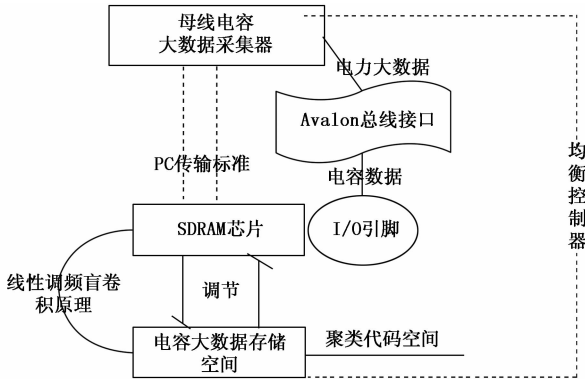 母线电容
大数据采集器
电力大数据
Avalon总线接口
PC传输标准
电容数据
均衡控制器
SDRAM芯片
I/O引脚
线性调频盲卷
积原理
调节
电容大数据存储
空间
聚类代码空间